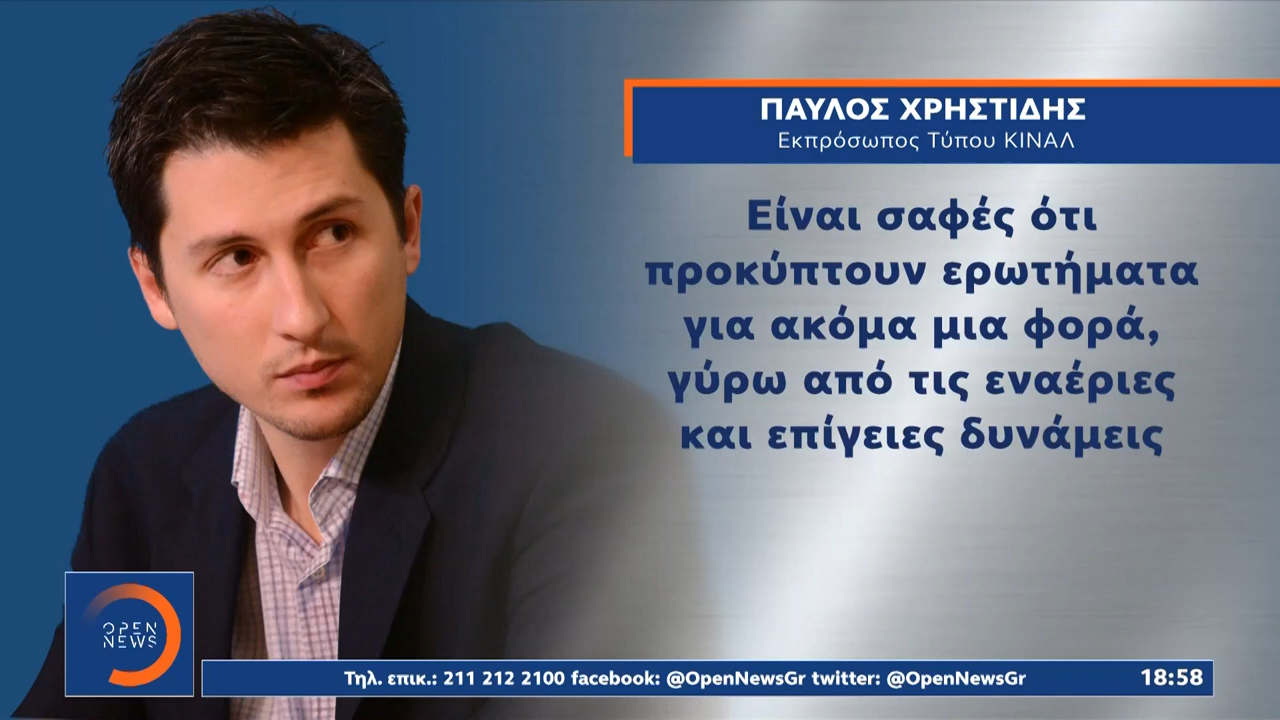 ΠΑΥΛΟΣ ΧΡΗΣΤΙΔΗΣ
Εκπρόσωπος Τύπου ΚΙΝΑΛ
Είναι σαφές ότι
προκύπτουν ερωτήματα
για ακόμα μια φορά,
γύρω από τις εναέριες
και επίγειες δυνάμεις
OPEN
NEWS
Τηλ. επικ.: 211 212 2100 facebook: @OpenNewsGr twitter: @OpenNewsGr
18:58